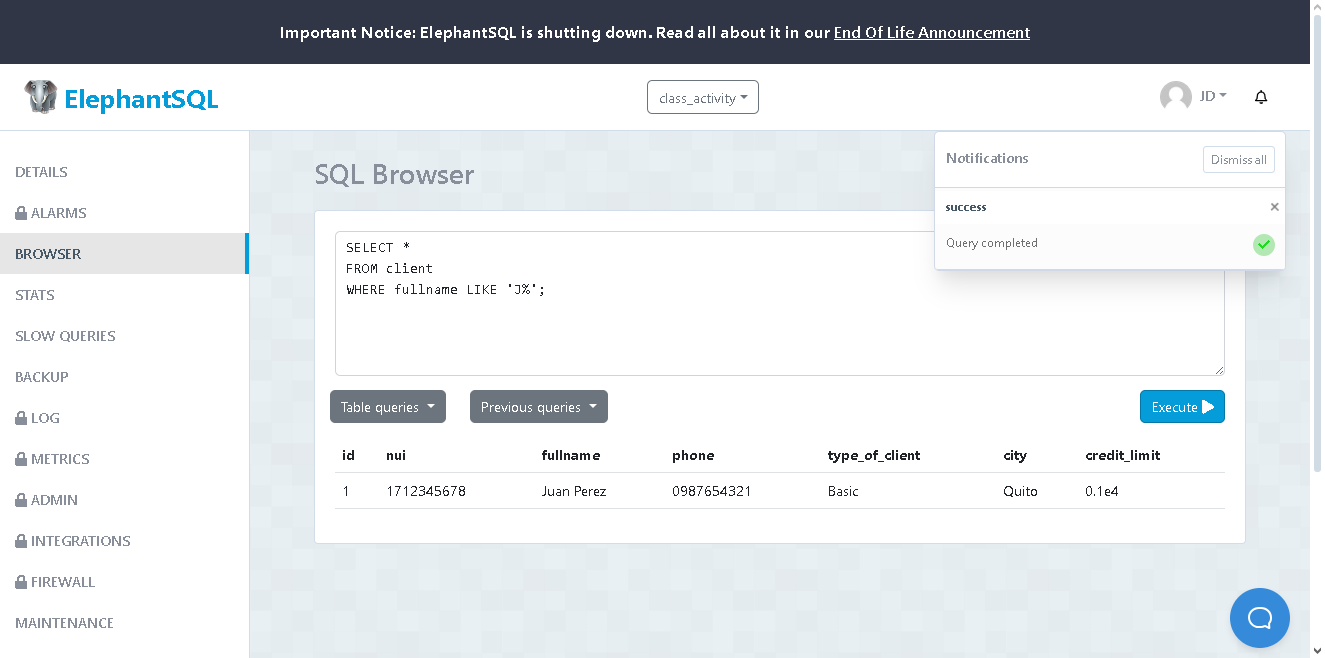 Important Notice: ElephantSQL is shutting down. Read all about it in our End Of Life Announcement
ElephantSQL
class_activity
JD
Notifications
Dismiss all
success
×
Query completed
DETAILS
ALARMS
BROWSER
STATS
SLOW QUERIES
BACKUP
LOG
METRICS
ADMIN
INTEGRATIONS
FIREWALL
MAINTENANCE
SQL Browser
SELECT *
FROM client
WHERE fullname LIKE 'J%';
Table queries
Previous queries
Execute
id nui fullname phone type_of_client city credit_limit
1 1712345678 Juan Perez 0987654321 Basic Quito 0.1e4